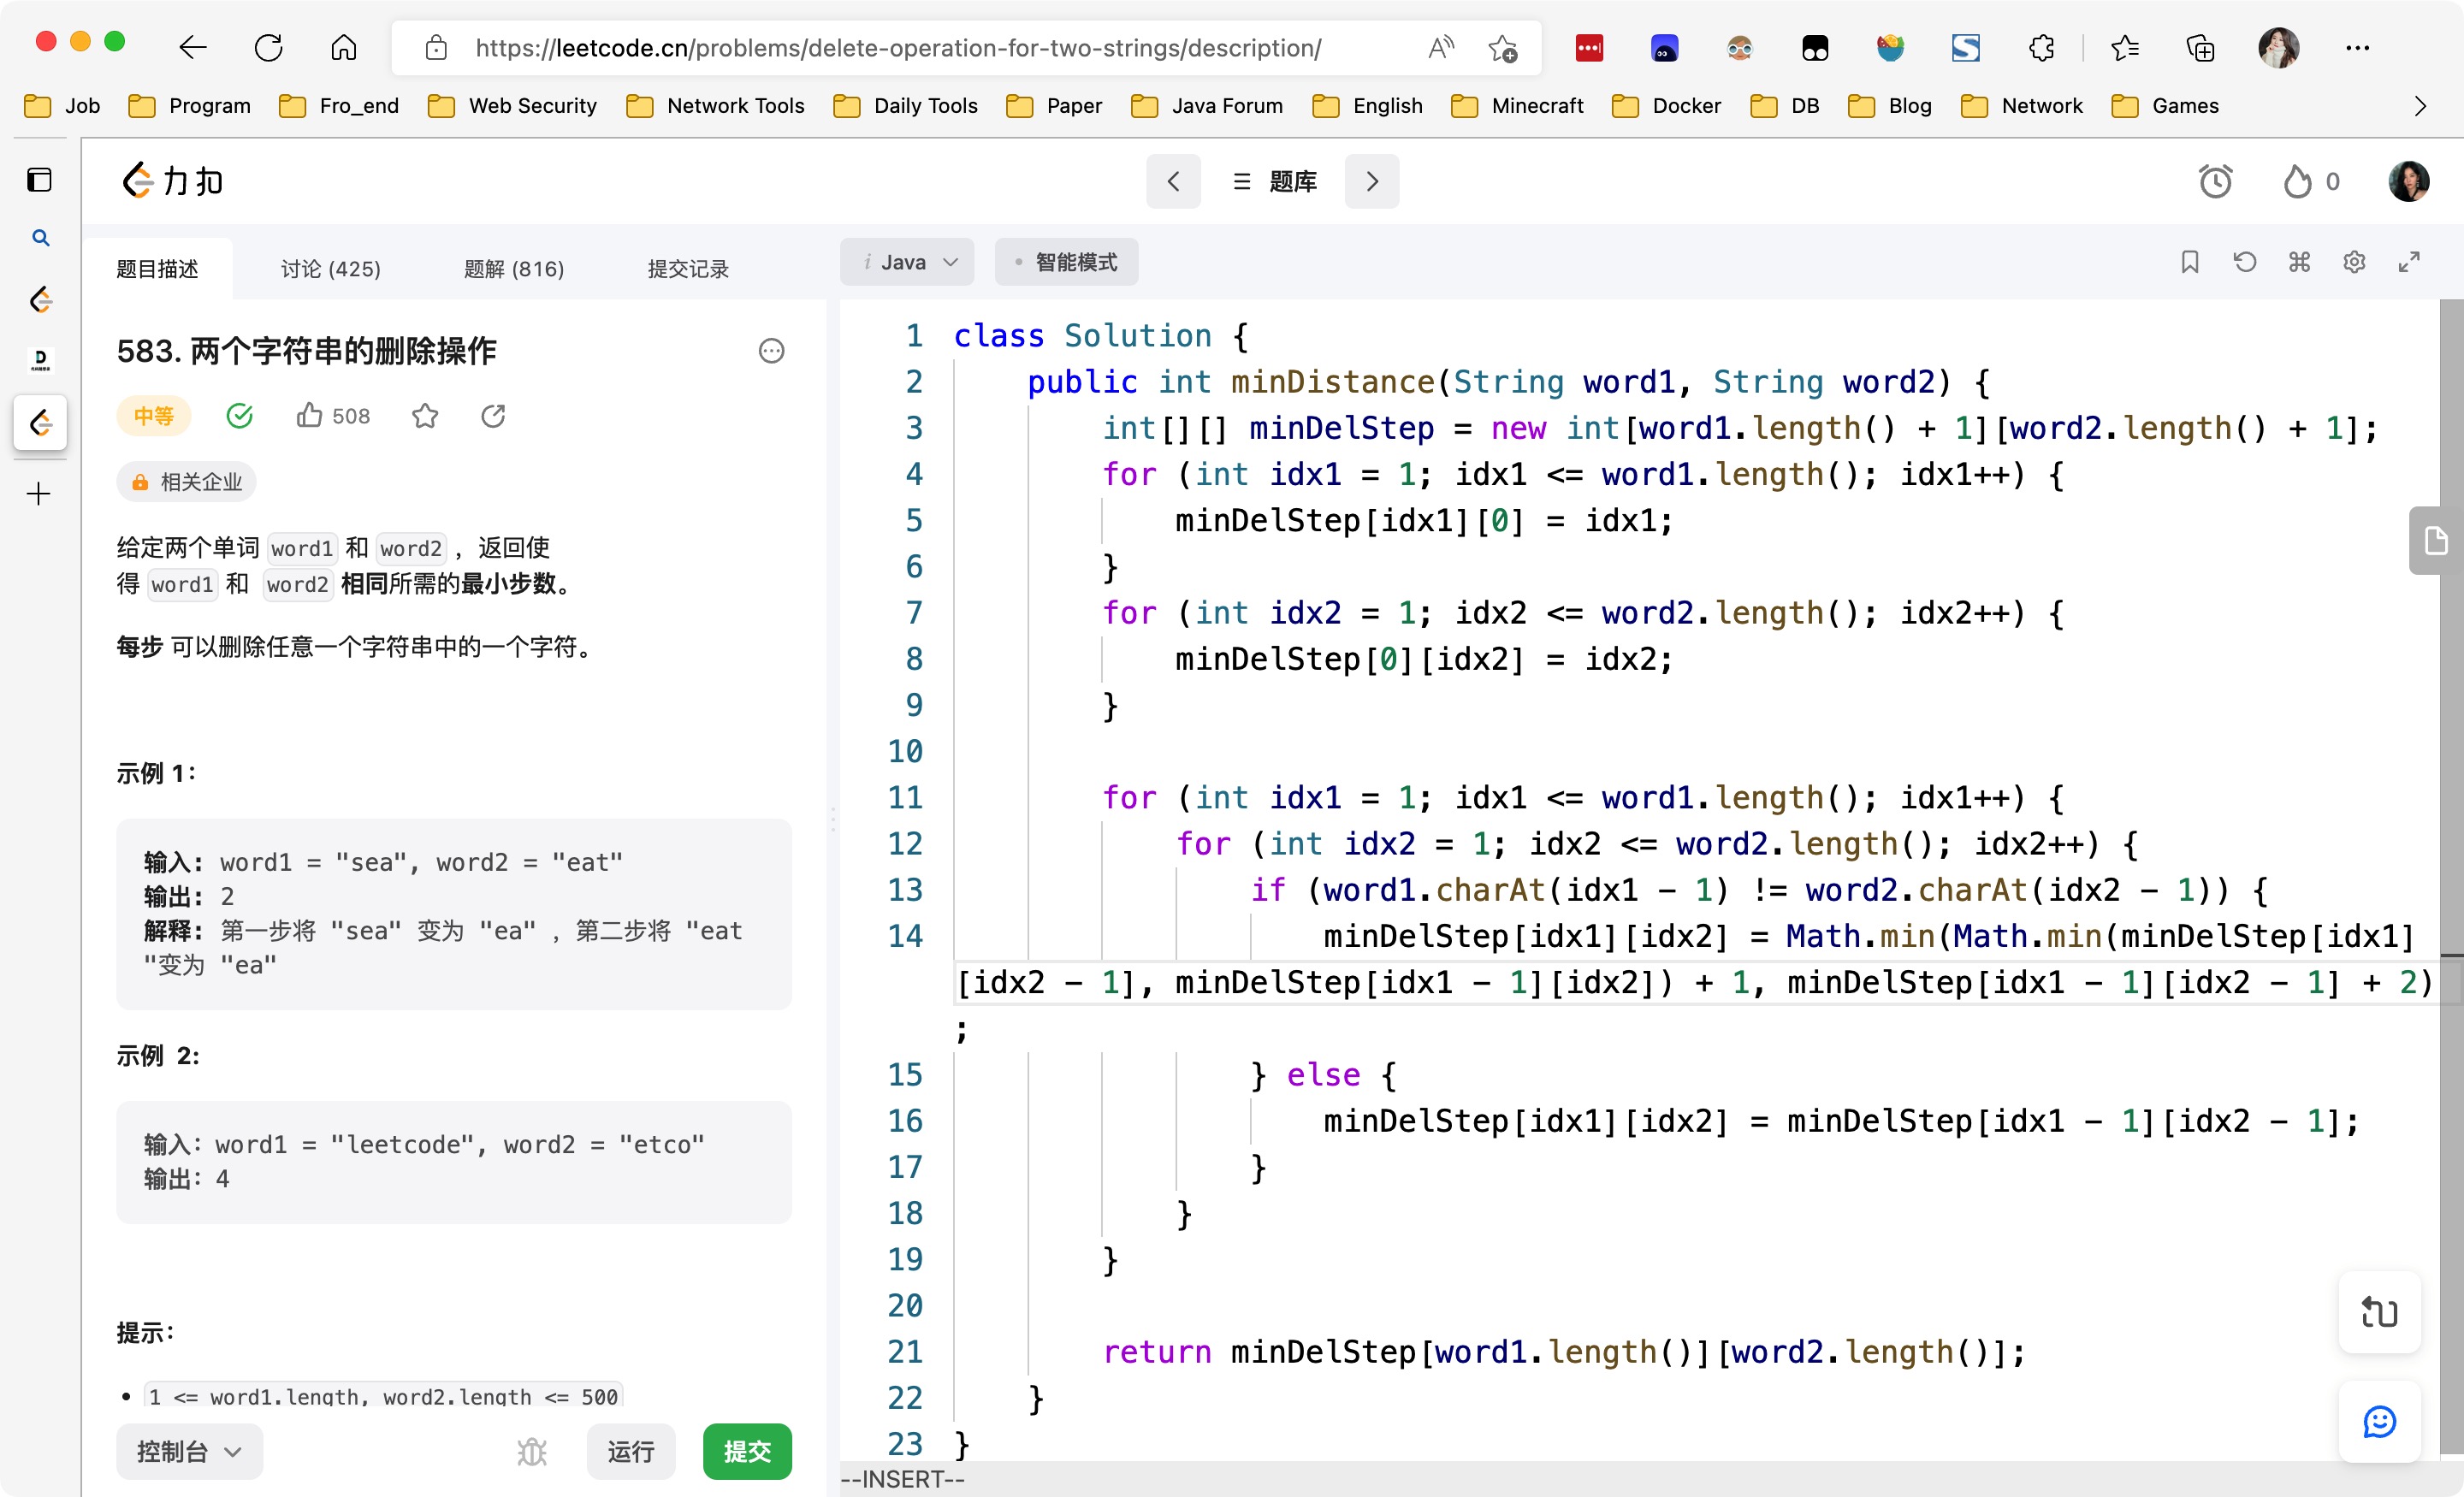 https://leetcode.cn/problems/delete-operation-for-two-strings/description/
Job Program Fro_end Web Security Network Tools Daily Tools Paper Java Forum English Minecraft Docker DB Blog Network Games
力扣
题库
0
题目描述 讨论 (425) 题解 (816) 提交记录
583. 两个字符串的删除操作
中等 508
相关企业
给定两个单词 word1 和 word2 ，返回使
得 word1 和 word2 相同所需的最小步数。
每步 可以删除任意一个字符串中的一个字符。
示例 1：
输入: word1 = "sea", word2 = "eat"
输出: 2
解释: 第一步将 "sea" 变为 "ea" ，第二步将 "eat
"变为 "ea"
示例  2:
输入：word1 = "leetcode", word2 = "etco"
输出：4
提示：
1 <= word1.length, word2.length <= 500
控制台 运行 提交
i Java 智能模式
1 class Solution {
2     public int minDistance(String word1, String word2) {
3         int[][] minDelStep = new int[word1.length() + 1][word2.length() + 1];
4         for (int idx1 = 1; idx1 <= word1.length(); idx1++) {
5             minDelStep[idx1][0] = idx1;
6         }
7         for (int idx2 = 1; idx2 <= word2.length(); idx2++) {
8             minDelStep[0][idx2] = idx2;
9         }
10
11         for (int idx1 = 1; idx1 <= word1.length(); idx1++) {
12             for (int idx2 = 1; idx2 <= word2.length(); idx2++) {
13                 if (word1.charAt(idx1 - 1) != word2.charAt(idx2 - 1)) {
14                     minDelStep[idx1][idx2] = Math.min(Math.min(minDelStep[idx1]
[idx2 - 1], minDelStep[idx1 - 1][idx2]) + 1, minDelStep[idx1 - 1][idx2 - 1] + 2)
;
15                 } else {
16                     minDelStep[idx1][idx2] = minDelStep[idx1 - 1][idx2 - 1];
17                 }
18             }
19         }
20
21         return minDelStep[word1.length()][word2.length()];
22     }
23 }
--INSERT--